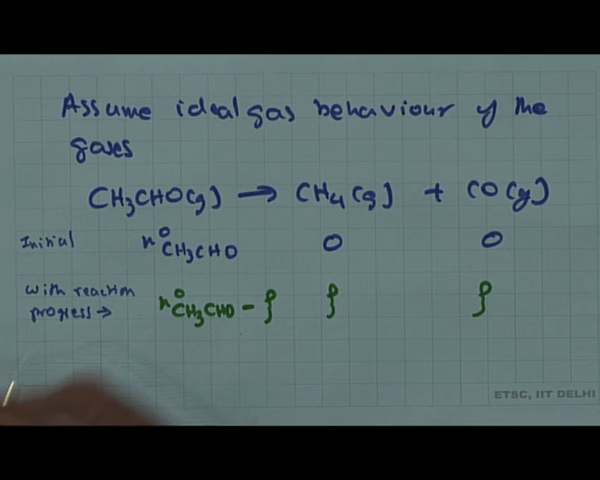 Assume ideal gas behaviour of the
gases
CH3CHO(g) → CH4(g) + CO(g)
Initial n°CH3CHO 0 0
with reaction
progress → n°CH3CHO - ξ ξ ξ
ETSC, IIT DELHI